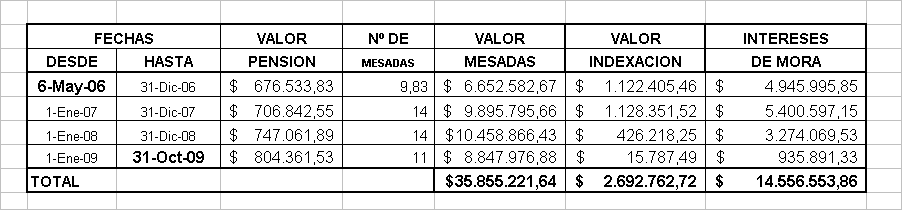 FECHAS VALOR Nº DE VALOR VALOR INTERESES
DESDE HASTA PENSION MESADAS MESADAS INDEXACION DE MORA
6-May-06 31-Dic-06 $ 676.533,83 9,83 $ 6.652.582,67 $ 1.122.405,46 $ 4.945.995,85
1-Ene-07 31-Dic-07 $ 706.842,55 14 $ 9.895.795,66 $ 1.128.351,52 $ 5.400.597,15
1-Ene-08 31-Dic-08 $ 747.061,89 14 $10.458.866,43 $ 426.218,25 $ 3.274.069,53
1-Ene-09 31-Oct-09 $ 804.361,53 11 $ 8.847.976,88 $ 15.787,49 $ 935.891,33
TOTAL $35.855.221,64 $ 2.692.762,72 $ 14.556.553,86